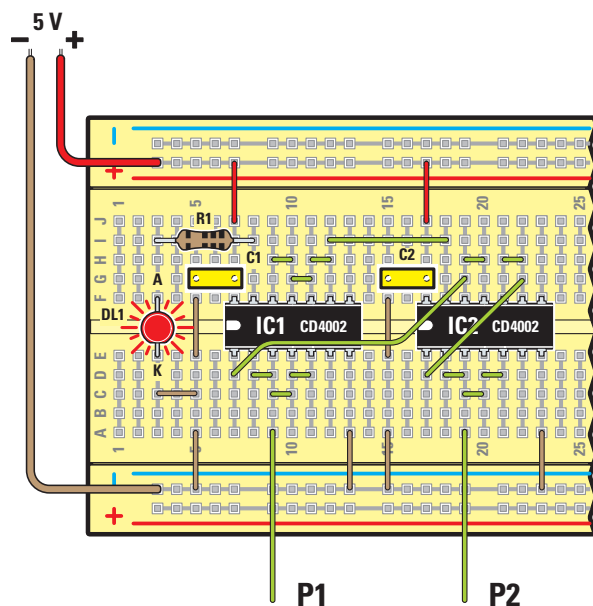 5 V
− +
−
+
1 5 10 15 20 25
J
I
H
G
F
R1
C1
C2
A
DL1
IC1 CD4002
IC2 CD4002
K
E
D
C
B
A
1 5 10 15 20 25
−
+
P1 P2